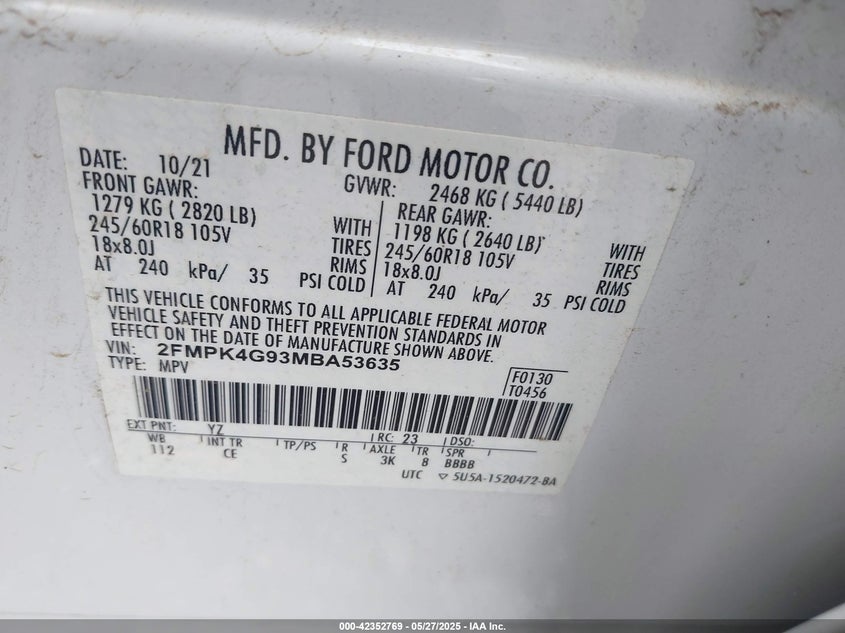 MFD. BY FORD MOTOR CO.
DATE: 10/21 GVWR: 2468 KG ( 5440 LB)
FRONT GAWR: REAR GAWR:
1279 KG ( 2820 LB) WITH 1198 KG ( 2640 LB) WITH
245/60R18 105V TIRES 245/60R18 105V TIRES
18x8.0J RIMS 18x8.0J RIMS
AT 240 kPa/ 35 PSI COLD AT 240 kPa/ 35 PSI COLD
THIS VEHICLE CONFORMS TO ALL APPLICABLE FEDERAL MOTOR
VEHICLE SAFETY AND THEFT PREVENTION STANDARDS IN
EFFECT ON THE DATE OF MANUFACTURE SHOWN ABOVE.
VIN: 2FMPK4G93MBA53635
TYPE: MPV F0130
T0456
EXT PNT: YZ RC: 23 DSO:
WB INT TR TP/PS R AXLE TR SPR
112 CE S 3K 8 BBBB
UTC ▽ 5U5A-1520472-BA
000-42352769 - 05/27/2025 - IAA Inc.